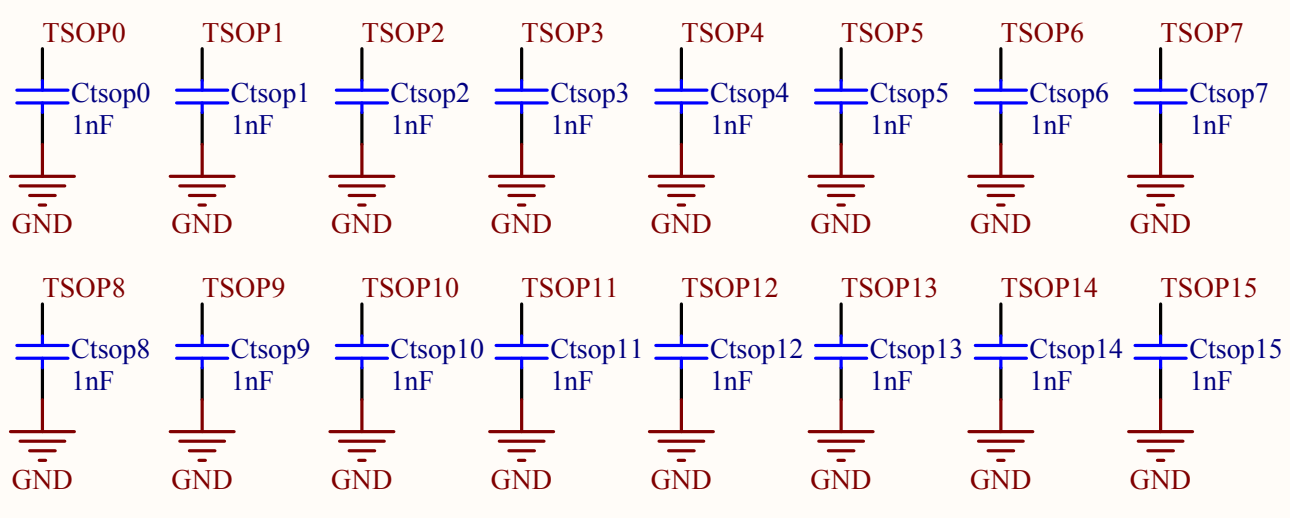 TSOP0 TSOP1 TSOP2 TSOP3 TSOP4 TSOP5 TSOP6 TSOP7
Ctsop0 Ctsop1 Ctsop2 Ctsop3 Ctsop4 Ctsop5 Ctsop6 Ctsop7
1nF 1nF 1nF 1nF 1nF 1nF 1nF 1nF
GND GND GND GND GND GND GND GND
TSOP8 TSOP9 TSOP10 TSOP11 TSOP12 TSOP13 TSOP14 TSOP15
Ctsop8 Ctsop9 Ctsop10 Ctsop11 Ctsop12 Ctsop13 Ctsop14 Ctsop15
1nF 1nF 1nF 1nF 1nF 1nF 1nF 1nF
GND GND GND GND GND GND GND GND